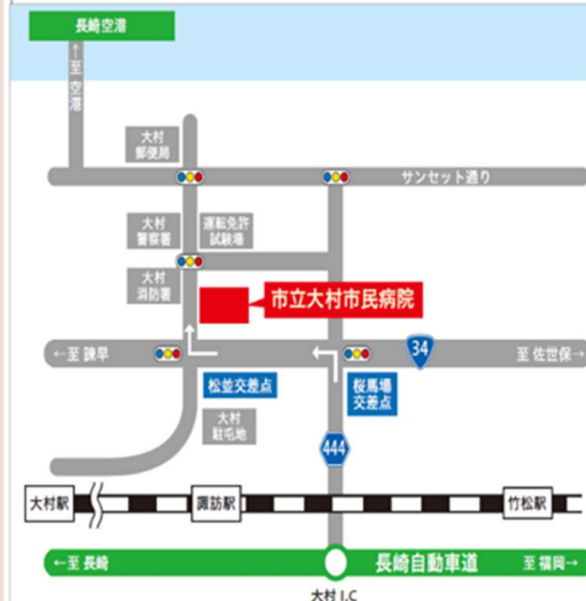 長崎空港
←至空港
大村
郵便局
サンセット通り
大村
警察署
運転免許
試験場
大村
消防署
市立大村市民病院
←至 諫早
34
至 佐世保→
松並交差点
桜馬場
交差点
大村
駐屯地
444
大村駅
諏訪駅
竹松駅
←至 長崎
長崎自動車道
至 福岡→
大村 I.C